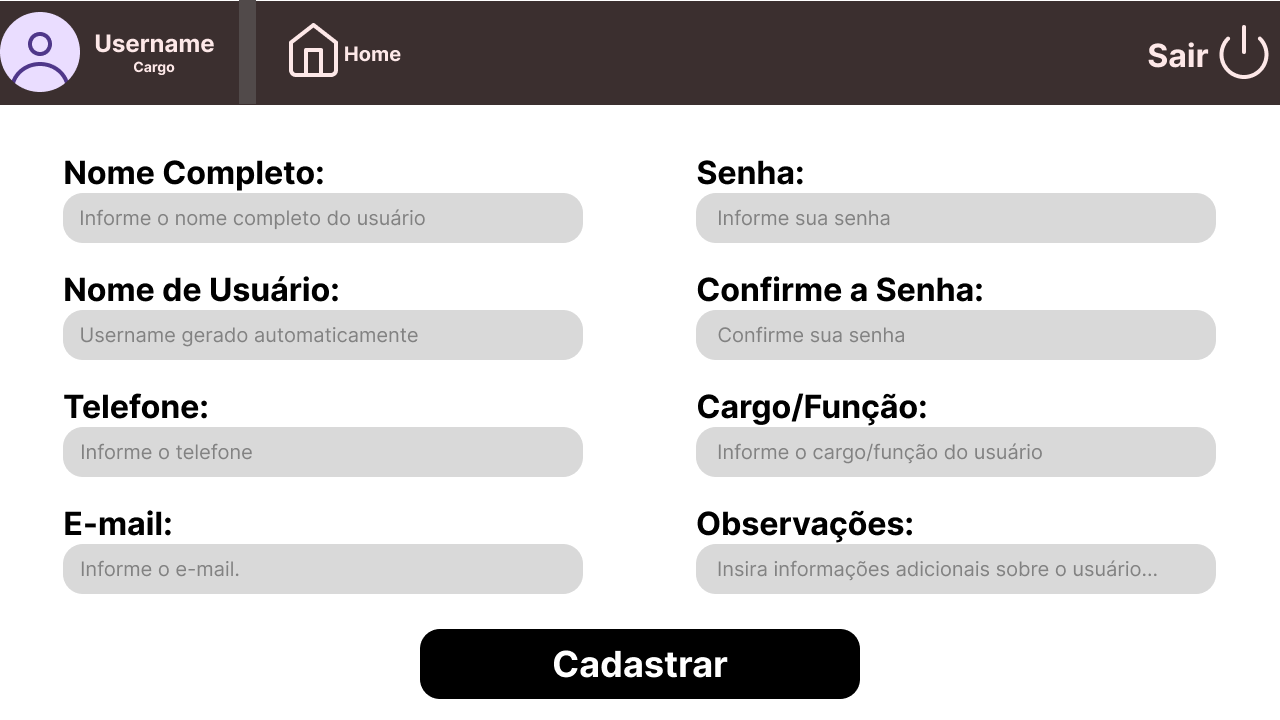 Username
Cargo
Home
Sair
Nome Completo:
Informe o nome completo do usuário
Nome de Usuário:
Username gerado automaticamente
Telefone:
Informe o telefone
E-mail:
Informe o e-mail.
Senha:
Informe sua senha
Confirme a Senha:
Confirme sua senha
Cargo/Função:
Informe o cargo/função do usuário
Observações:
Insira informações adicionais sobre o usuário...
Cadastrar